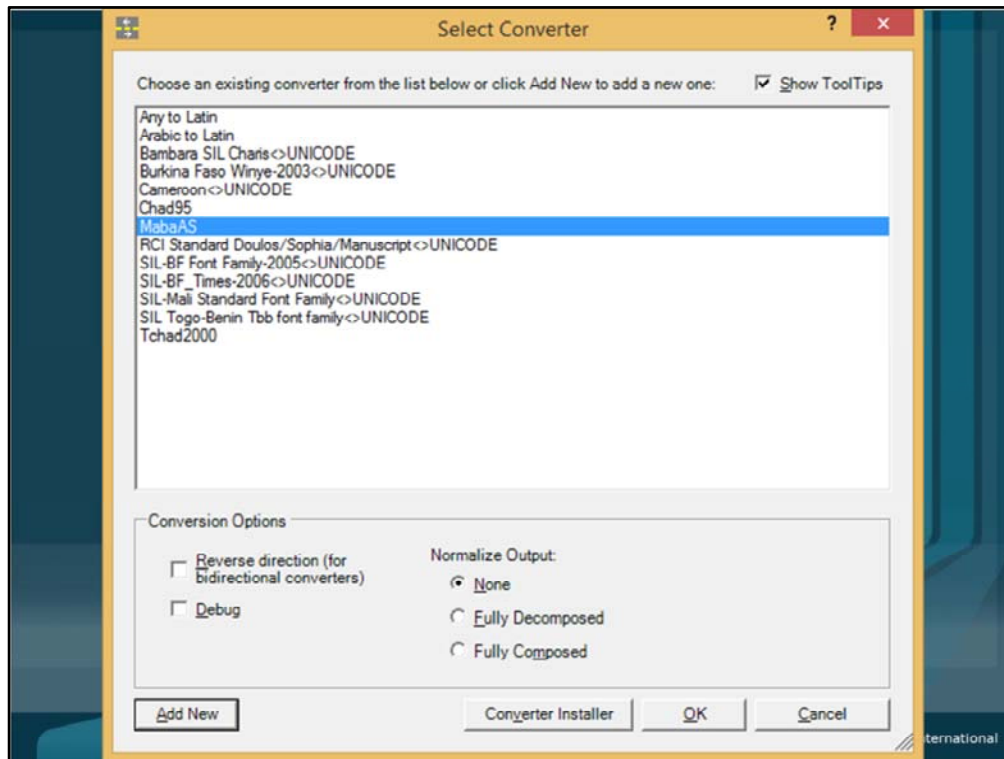 Select Converter
?
Choose an existing converter from the list below or click Add New to add a new one:
Show ToolTips
Any to Latin
Arabic to Latin
Bambara SIL Charis<>UNICODE
Burkina Faso Winye-2003<>UNICODE
Cameroon<>UNICODE
Chad95
MabaAS
RCI Standard Doulos/Sophia/Manuscript<>UNICODE
SIL-BF Font Family-2005<>UNICODE
SIL-BF_Times-2006<>UNICODE
SIL-Mali Standard Font Family<>UNICODE
SIL Togo-Benin Tbb font family<>UNICODE
Tchad2000
Conversion Options
Reverse direction (for
bidirectional converters)
Debug
Normalize Output:
None
Fully Decomposed
Fully Composed
Add New
Converter Installer
OK
Cancel
ternational